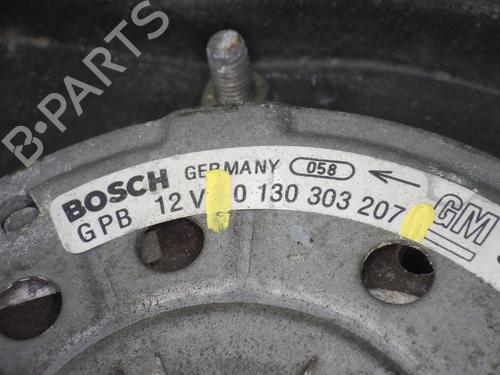 B-PARTS
BOSCH GERMANY 058 ← GM
GPB 12 V 0 130 303 207